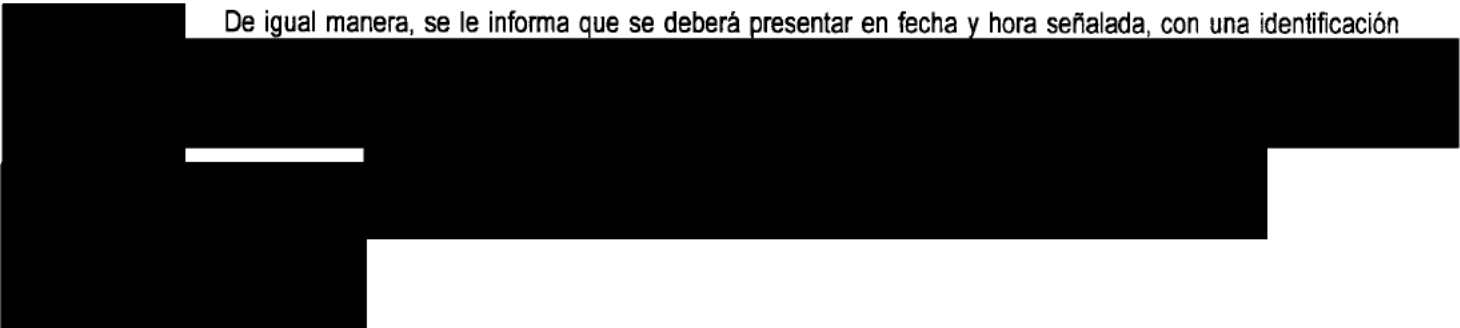 De igual manera, se le informa que se deberá presentar en fecha y hora señalada, con una identificación